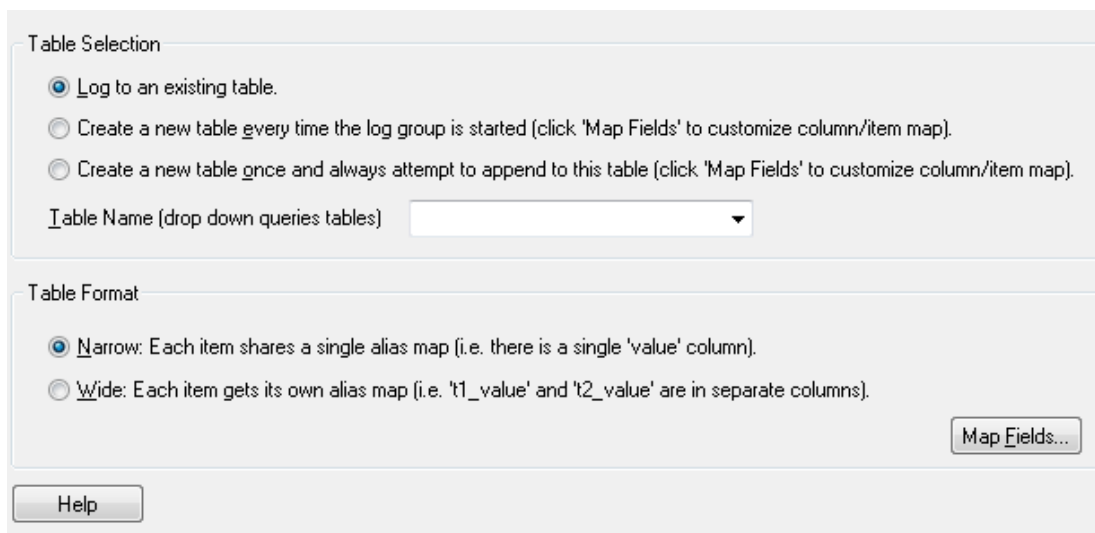 Table Selection
Log to an existing table.
Create a new table every time the log group is started (click 'Map Fields' to customize column/item map).
Create a new table once and always attempt to append to this table (click 'Map Fields' to customize column/item map).
Table Name (drop down queries tables)
Table Format
Narrow: Each item shares a single alias map (i.e. there is a single 'value' column).
Wide: Each item gets its own alias map (i.e. 't1_value' and 't2_value' are in separate columns).
Map Fields...
Help